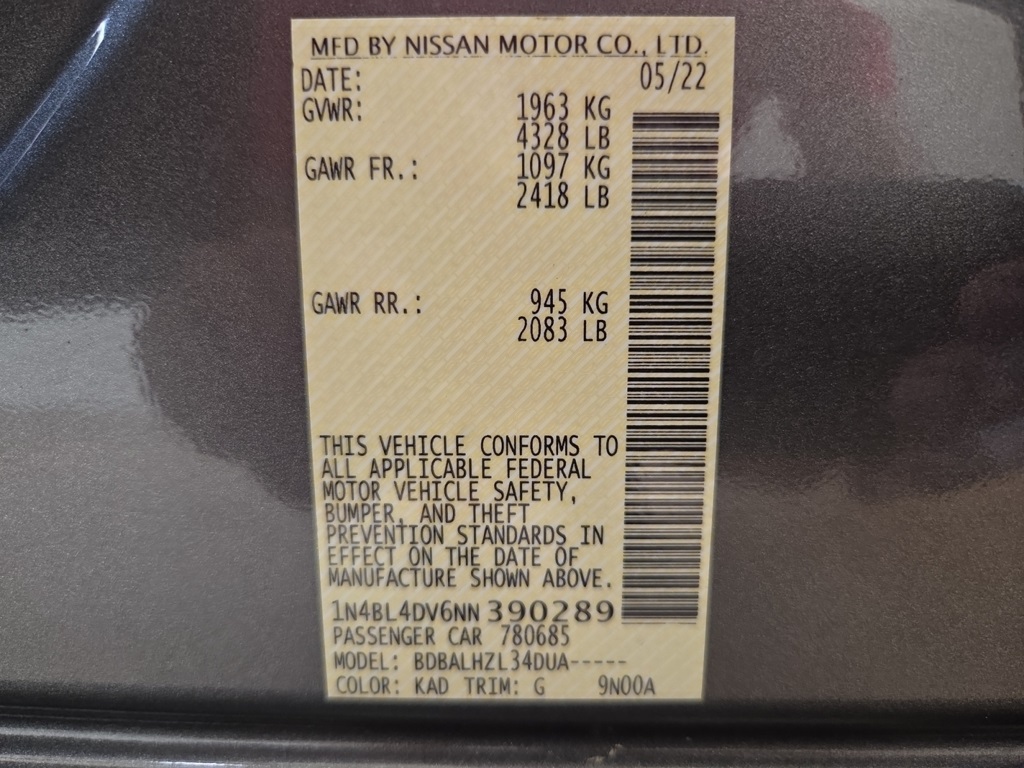 MFD BY NISSAN MOTOR CO., LTD.
DATE: 05/22
GVWR: 1963 KG
4328 LB
GAWR FR.: 1097 KG
2418 LB
GAWR RR.: 945 KG
2083 LB
THIS VEHICLE CONFORMS TO
ALL APPLICABLE FEDERAL
MOTOR VEHICLE SAFETY,
BUMPER, AND THEFT
PREVENTION STANDARDS IN
EFFECT ON THE DATE OF
MANUFACTURE SHOWN ABOVE.
1N4BL4DV6NN390289
PASSENGER CAR 780685
MODEL: BDBALHZL34DUA-----
COLOR: KAD TRIM: G 9N00A